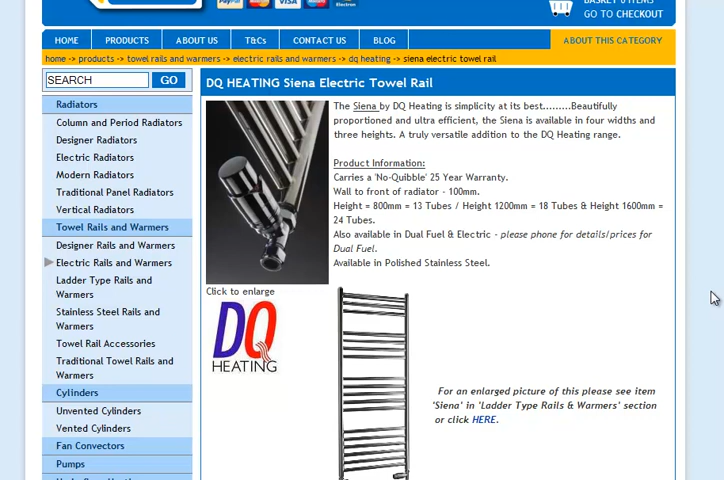 PayPal VISA Electron
BASKET 0 ITEMS
GO TO CHECKOUT
HOME PRODUCTS ABOUT US T&Cs CONTACT US BLOG ABOUT THIS CATEGORY
home -> products -> towel rails and warmers -> electric rails and warmers -> dq heating -> siena electric towel rail
SEARCH GO
Radiators
Column and Period Radiators
Designer Radiators
Electric Radiators
Modern Radiators
Traditional Panel Radiators
Vertical Radiators
Towel Rails and Warmers
Designer Rails and Warmers
Electric Rails and Warmers
Ladder Type Rails and
Warmers
Stainless Steel Rails and
Warmers
Towel Rail Accessories
Traditional Towel Rails and
Warmers
Cylinders
Unvented Cylinders
Vented Cylinders
Fan Convectors
Pumps
DQ HEATING Siena Electric Towel Rail
The Siena by DQ Heating is simplicity at its best.........Beautifully
proportioned and ultra efficient, the Siena is available in four widths and
three heights. A truly versatile addition to the DQ Heating range.
Product Information:
Carries a 'No-Quibble' 25 Year Warranty.
Wall to front of radiator - 100mm.
Height = 800mm = 13 Tubes / Height 1200mm = 18 Tubes & Height 1600mm =
24 Tubes.
Also available in Dual Fuel & Electric - please phone for details/prices for
Dual Fuel.
Available in Polished Stainless Steel.
Click to enlarge
DQ
HEATING
For an enlarged picture of this please see item
'Siena' in 'Ladder Type Rails & Warmers' section
or click HERE.